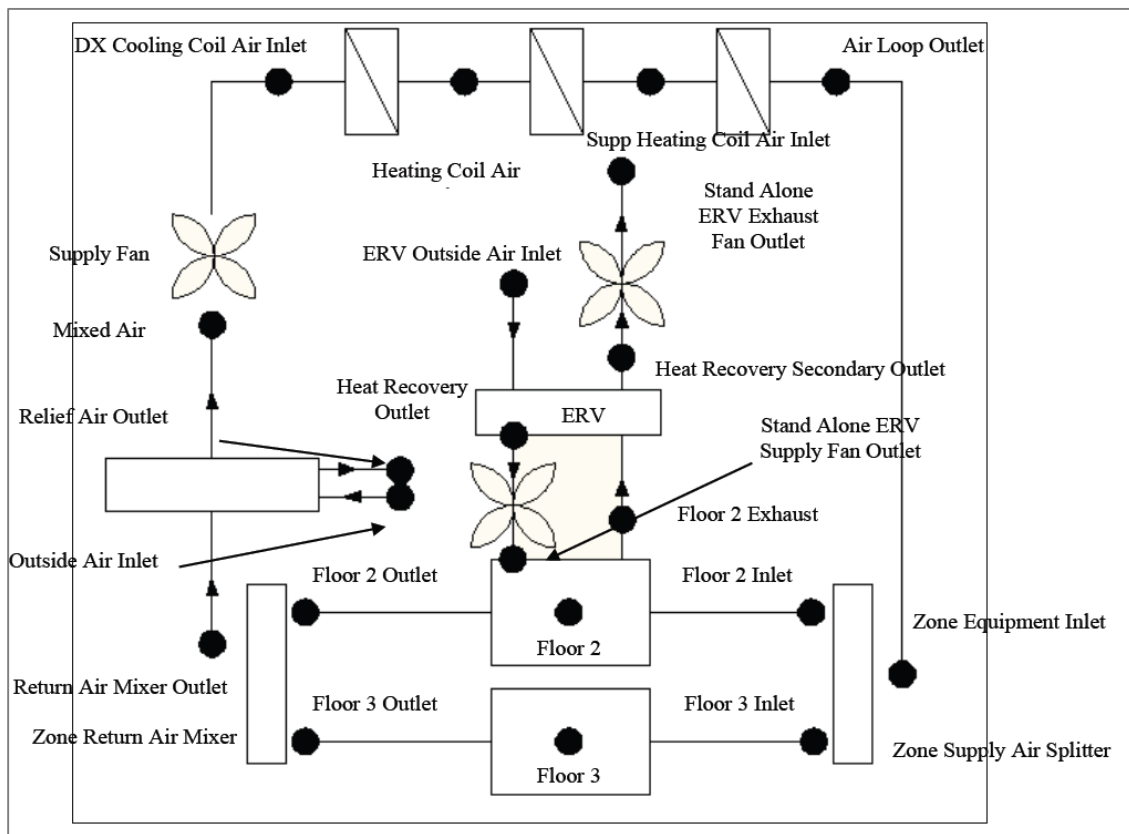 DX Cooling Coil Air Inlet
Air Loop Outlet
Supp Heating Coil Air Inlet
Heating Coil Air
Stand Alone
ERV Exhaust
Fan Outlet
Supply Fan
ERV Outside Air Inlet
Mixed Air
Heat Recovery Secondary Outlet
Heat Recovery
Outlet
Relief Air Outlet
ERV
Stand Alone ERV
Supply Fan Outlet
Floor 2 Exhaust
Outside Air Inlet
Floor 2 Outlet
Floor 2 Inlet
Zone Equipment Inlet
Floor 2
Return Air Mixer Outlet
Floor 3 Outlet
Floor 3 Inlet
Zone Return Air Mixer
Zone Supply Air Splitter
Floor 3